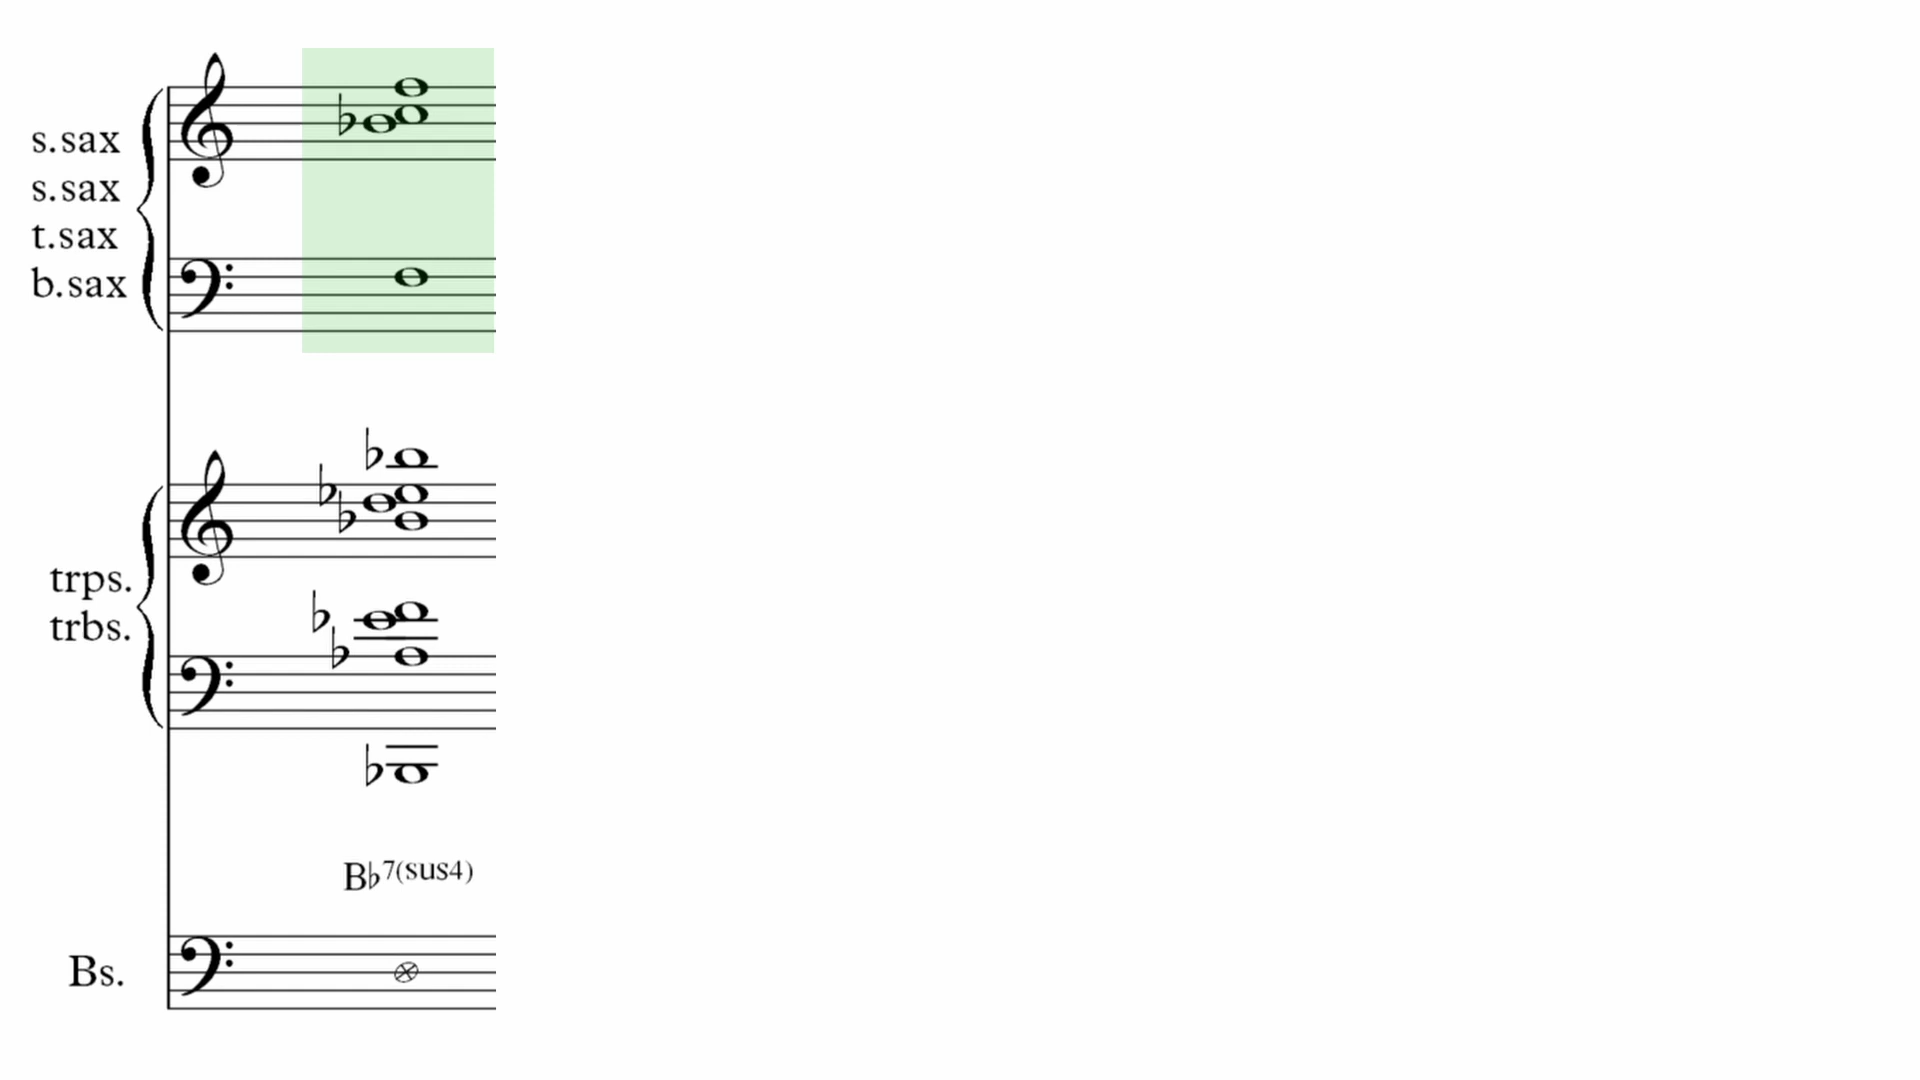 s.sax
s.sax
t.sax
b.sax
trps.
trbs.
B♭7(sus4)
Bs.